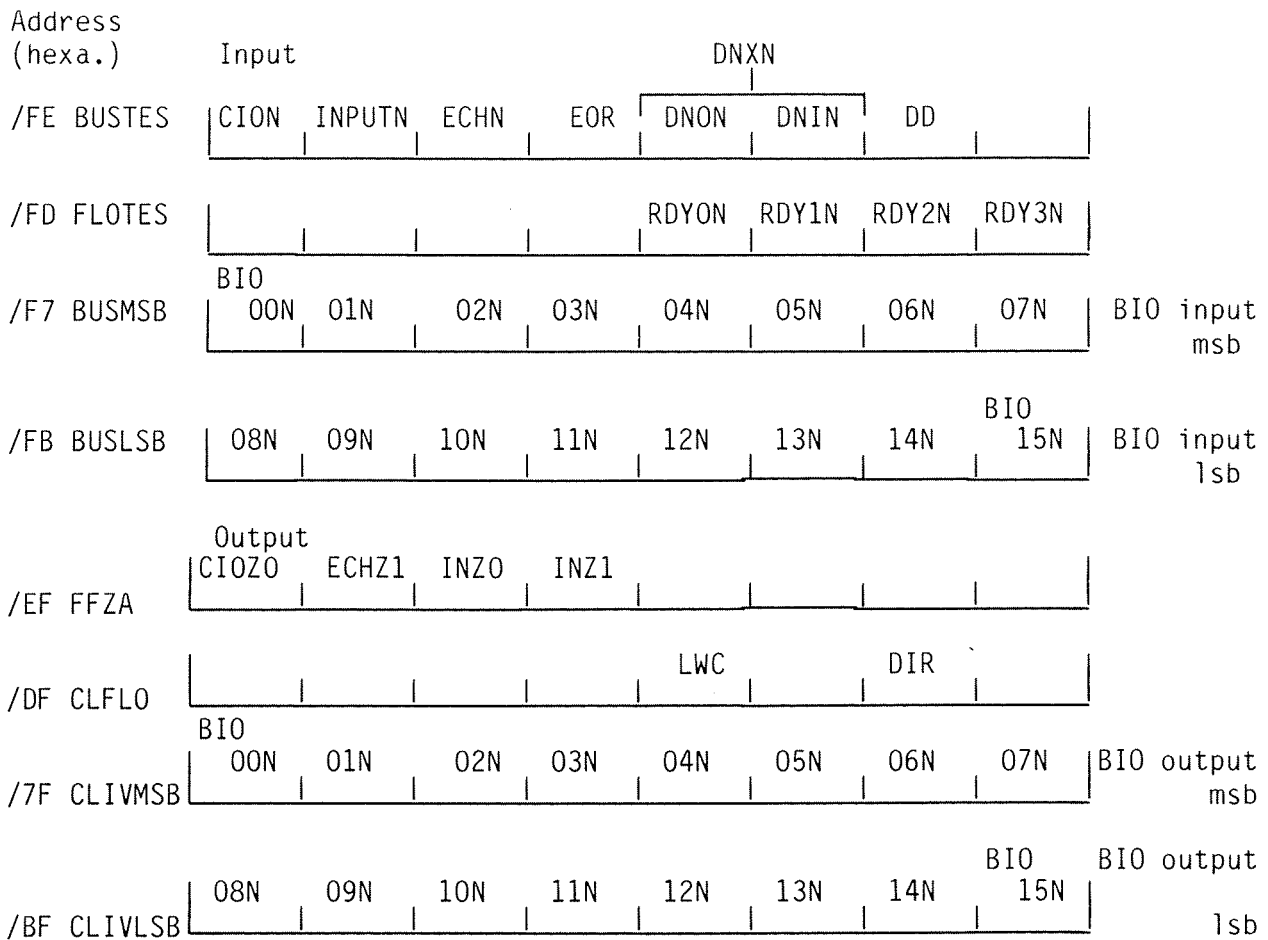 Address
(hexa.) Input DNXN
/FE BUSTES CION INPUTN ECHN EOR DNON DNIN DD
/FD FLOTES RDYON RDY1N RDY2N RDY3N
BIO
/F7 BUSMSB 00N 01N 02N 03N 04N 05N 06N 07N BIO input
msb
BIO
/FB BUSLSB 08N 09N 10N 11N 12N 13N 14N 15N BIO input
lsb
Output
CIOZO ECHZ1 INZO INZ1
/EF FFZA
LWC DIR
/DF CLFLO
BIO
00N 01N 02N 03N 04N 05N 06N 07N BIO output
/7F CLIVMSB msb
BIO BIO output
08N 09N 10N 11N 12N 13N 14N 15N
/BF CLIVLSB lsb